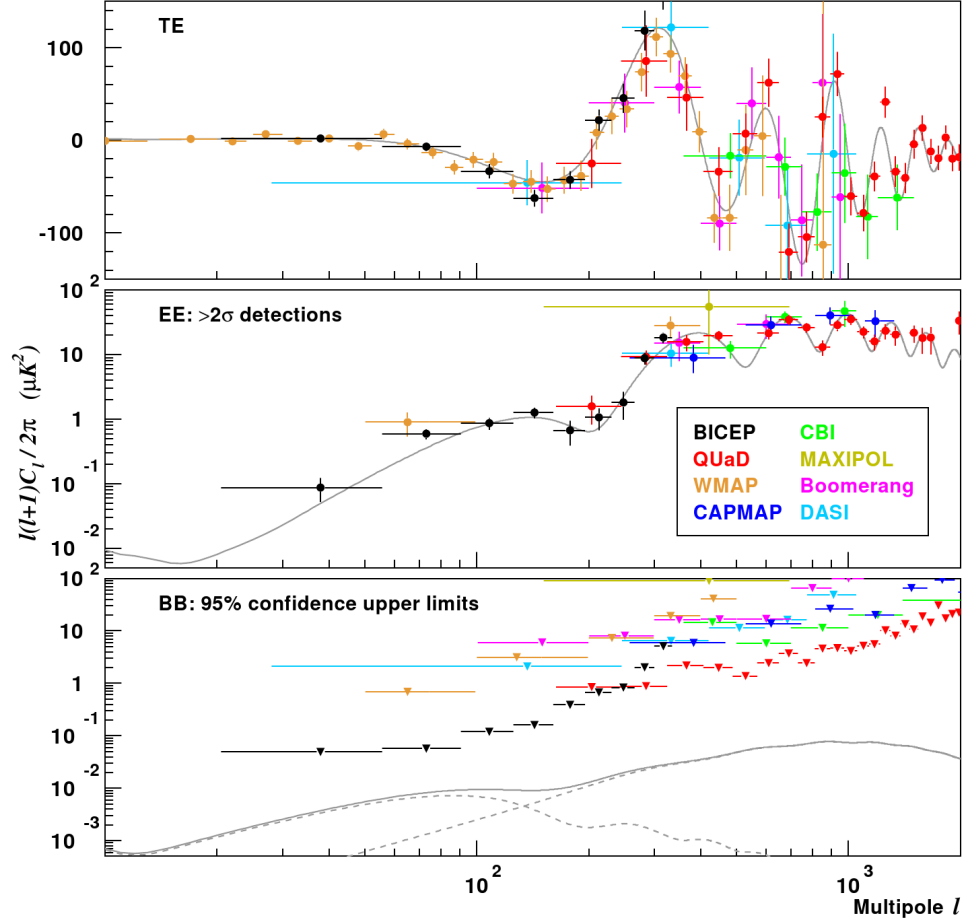 TE
100
0
-100
EE: >2σ detections
10 2
10
1
10 -1
10 -2
l(l+1)C_l / 2π (μK²)
BICEP
QUaD
WMAP
CAPMAP
CBI
MAXIPOL
Boomerang
DASI
BB: 95% confidence upper limits
10 2
10
1
10 -1
10 -2
10 -3
10 2
10 3
Multipole l